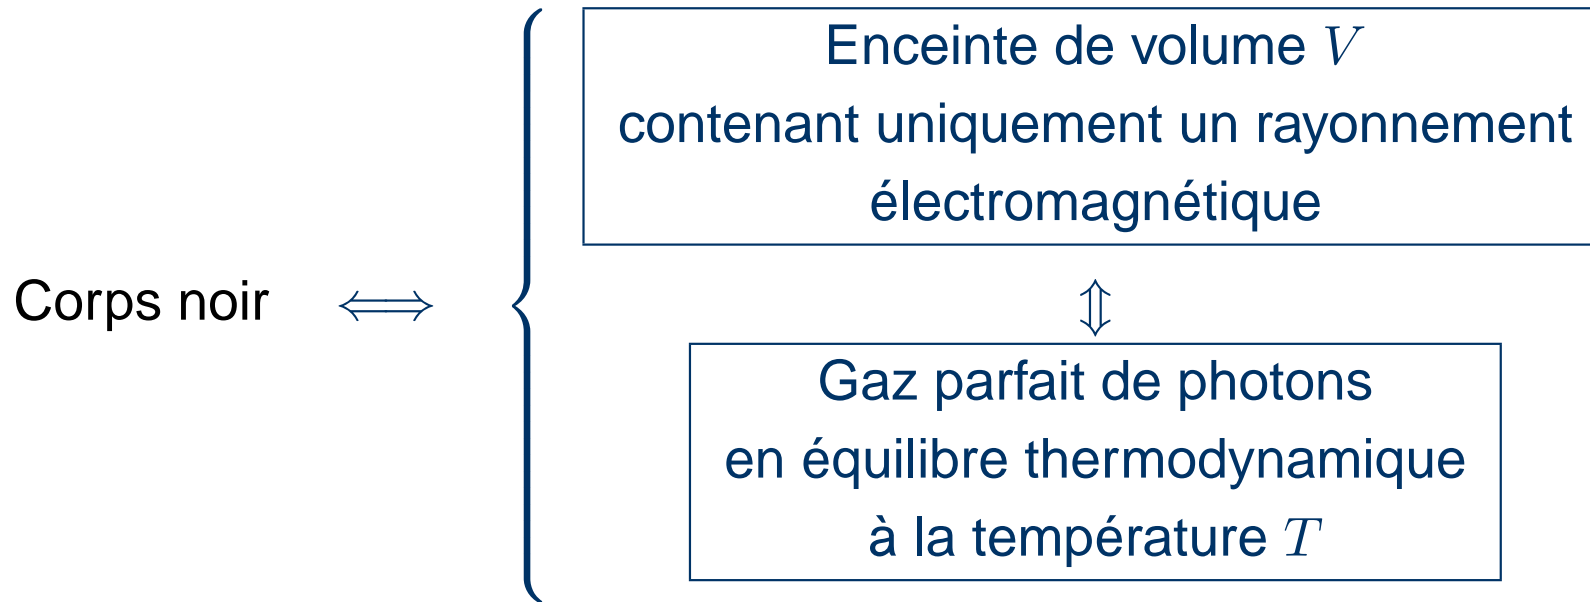 Enceinte de volume V
contenant uniquement un rayonnement
électromagnétique
Corps noir ⟺
⇕
Gaz parfait de photons
en équilibre thermodynamique
à la température T